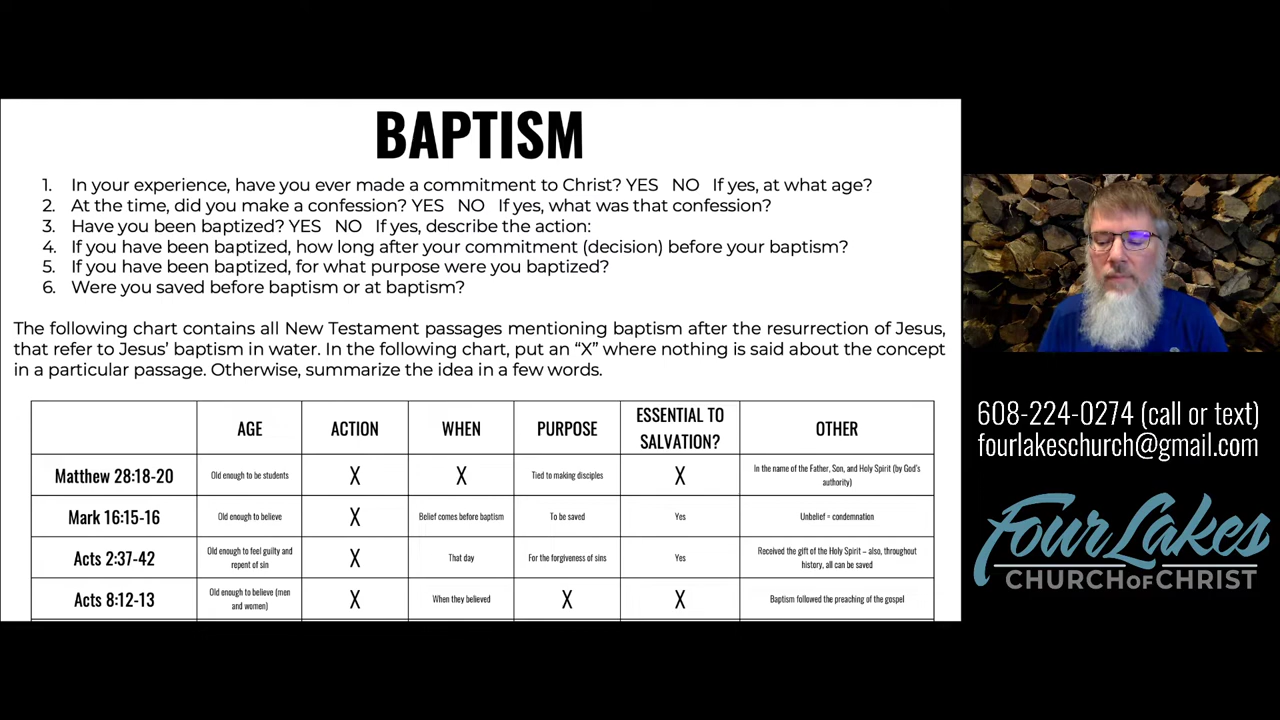 BAPTISM
1. In your experience, have you ever made a commitment to Christ? YES NO If yes, at what age?
2. At the time, did you make a confession? YES NO If yes, what was that confession?
3. Have you been baptized? YES NO If yes, describe the action:
4. If you have been baptized, how long after your commitment (decision) before your baptism?
5. If you have been baptized, for what purpose were you baptized?
6. Were you saved before baptism or at baptism?
The following chart contains all New Testament passages mentioning baptism after the resurrection of Jesus,
that refer to Jesus’ baptism in water. In the following chart, put an “X” where nothing is said about the concept
in a particular passage. Otherwise, summarize the idea in a few words.
AGE
ACTION
WHEN
PURPOSE
ESSENTIAL TO
SALVATION?
OTHER
Matthew 28:18-20
Old enough to be students
X
X
Tied to making disciples
X
In the name of the Father, Son, and Holy Spirit (by God's
authority)
Mark 16:15-16
Old enough to believe
X
Belief comes before baptism
To be saved
Yes
Unbelief = condemnation
Acts 2:37-42
Old enough to feel guilty and
repent of sin
X
That day
For the forgiveness of sins
Yes
Received the gift of the Holy Spirit – also, throughout
history, all can be saved
Acts 8:12-13
Old enough to believe (men
and women)
X
When they believed
X
X
Baptism followed the preaching of the gospel
608-224-0274 (call or text)
fourlakeschurch@gmail.com
Four Lakes
CHURCH OF CHRIST